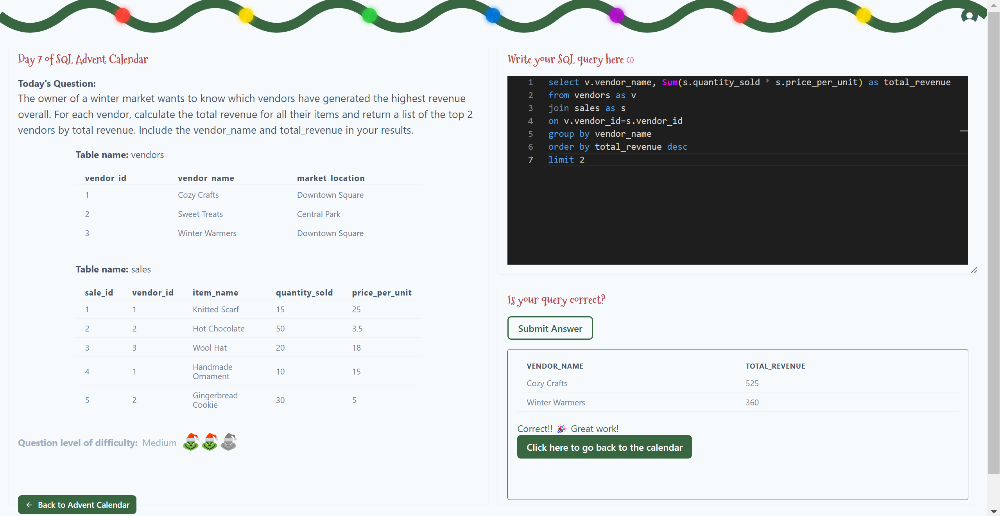 Day 7 of SQL Advent Calendar
Today's Question:
The owner of a winter market wants to know which vendors have generated the highest revenue
overall. For each vendor, calculate the total revenue for all their items and return a list of the top 2
vendors by total revenue. Include the vendor_name and total_revenue in your results.
Table name: vendors
vendor_id vendor_name market_location
1 Cozy Crafts Downtown Square
2 Sweet Treats Central Park
3 Winter Warmers Downtown Square
Table name: sales
sale_id vendor_id item_name quantity_sold price_per_unit
1 1 Knitted Scarf 15 25
2 2 Hot Chocolate 50 3.5
3 3 Wool Hat 20 18
4 1 Handmade Ornament 10 15
5 2 Gingerbread Cookie 30 5
Question level of difficulty: Medium
← Back to Advent Calendar
Write your SQL query here ⓘ
1 select v.vendor_name, Sum(s.quantity_sold * s.price_per_unit) as total_revenue
2 from vendors as v
3 join sales as s
4 on v.vendor_id=s.vendor_id
5 group by vendor_name
6 order by total_revenue desc
7 limit 2
Is your query correct?
Submit Answer
VENDOR_NAME TOTAL_REVENUE
Cozy Crafts 525
Winter Warmers 360
Correct!! 🎉 Great work!
Click here to go back to the calendar